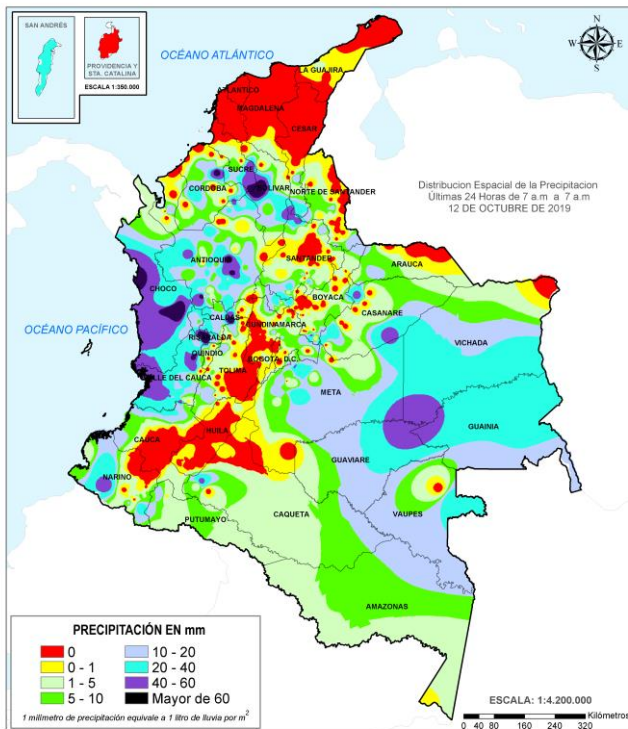 SAN ANDRÉS
PROVIDENCIA Y
STA. CATALINA
ESCALA 1:350.000
OCÉANO ATLÁNTICO
N
W E
S
LA GUAJIRA
ATLANTICO
MAGDALENA
CESAR
SUCRE
CORDOBA
BOLIVAR
NORTE DE SANTANDER
Distribucion Espacial de la Precipitacion
Últimas 24 Horas de 7 a.m a 7 a.m
12 DE OCTUBRE DE 2019
ANTIOQUIA
SANTANDER
ARAUCA
CHOCO
BOYACA
CASANARE
OCÉANO PACÍFICO
CALDAS
CUNDINAMARCA
RISARALDA
VICHADA
QUINDIO
BOGOTA, D.C.
VALLE DEL CAUCA
TOLIMA
META
GUAINIA
HUILA
CAUCA
GUAVIARE
NARIÑO
CAQUETA
VAUPES
PUTUMAYO
AMAZONAS
PRECIPITACIÓN EN mm
0
0 - 1
1 - 5
5 - 10
10 - 20
20 - 40
40 - 60
Mayor de 60
1 milimetro de precipitación equivale a 1 litro de lluvia por m²
ESCALA: 1:4.200.000
Kilómetros
0 40 80 160 240 320